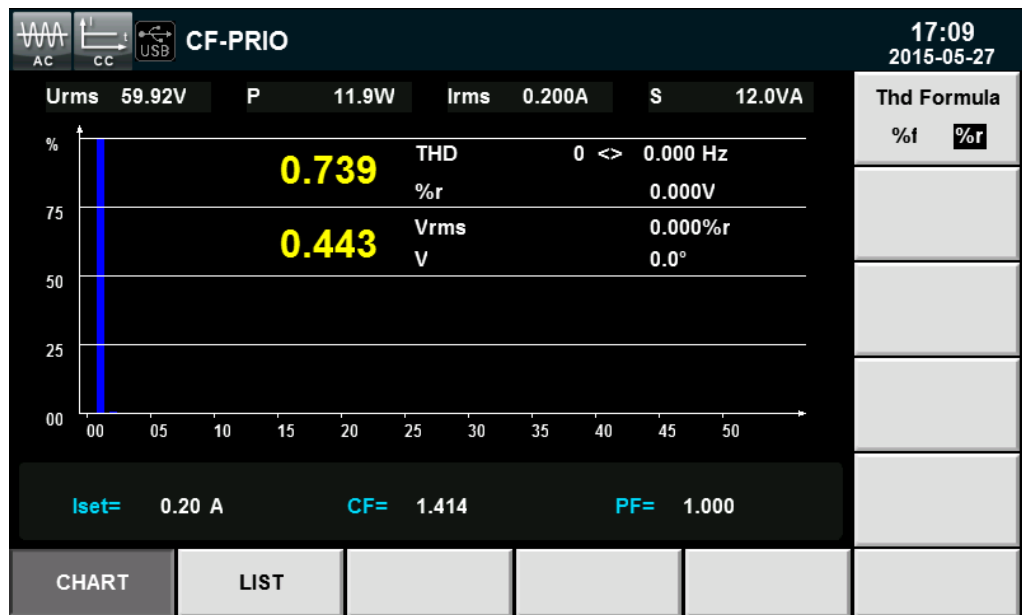 AC CC USB CF-PRIO 17:09
2015-05-27
Urms 59.92V P 11.9W Irms 0.200A S 12.0VA
Thd Formula
%f %r
%
0.739 THD 0 <> 0.000 Hz
%r 0.000V
75
0.443 Vrms 0.000%r
V 0.0°
50
25
00
00 05 10 15 20 25 30 35 40 45 50
Iset= 0.20 A CF= 1.414 PF= 1.000
CHART LIST